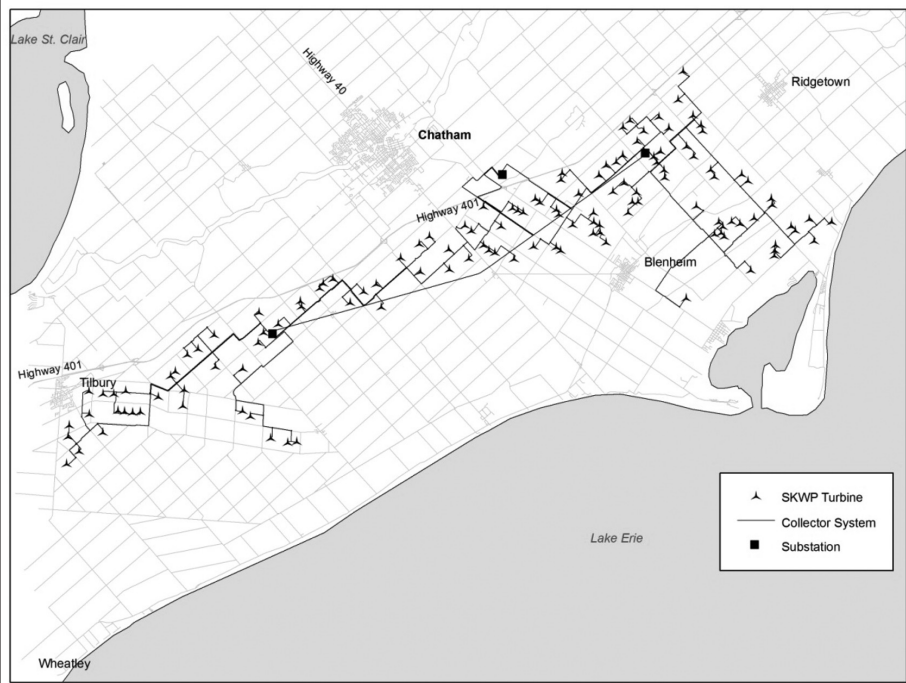 Lake St. Clair
Highway 40
Ridgetown
Chatham
Highway 401
Blenheim
Highway 401
Tilbury
SKWP Turbine
Collector System
Substation
Lake Erie
Wheatley